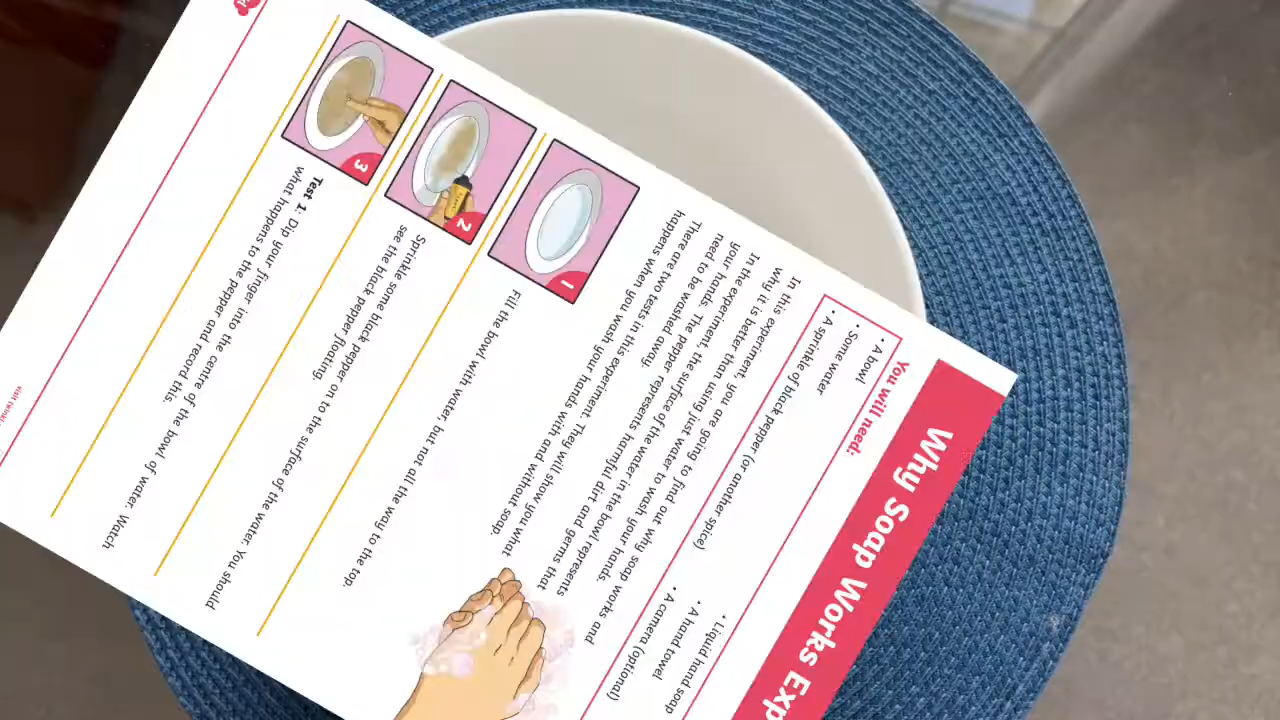 Why Soap Works
You will need:
• A bowl
• Some water
• A sprinkle of black pepper (or another spice)
• Liquid hand soap
• A hand towel
• A camera (optional)
In this experiment, you are going to find out why soap works and
why it is better than using just water to wash your hands.
In the experiment, the surface of the water in the bowl represents
your hands. The pepper represents harmful dirt and germs that
need to be washed away.
There are two tests in this experiment. They will show you what
happens when you wash your hands with and without soap.
1
Fill the bowl with water, but not all the way to the top.
2
Sprinkle some black pepper on to the surface of the water. You should
see the black pepper floating.
3
Test 1: Dip your finger into the centre of the bowl of water. Watch
what happens to the pepper and record this.
visit